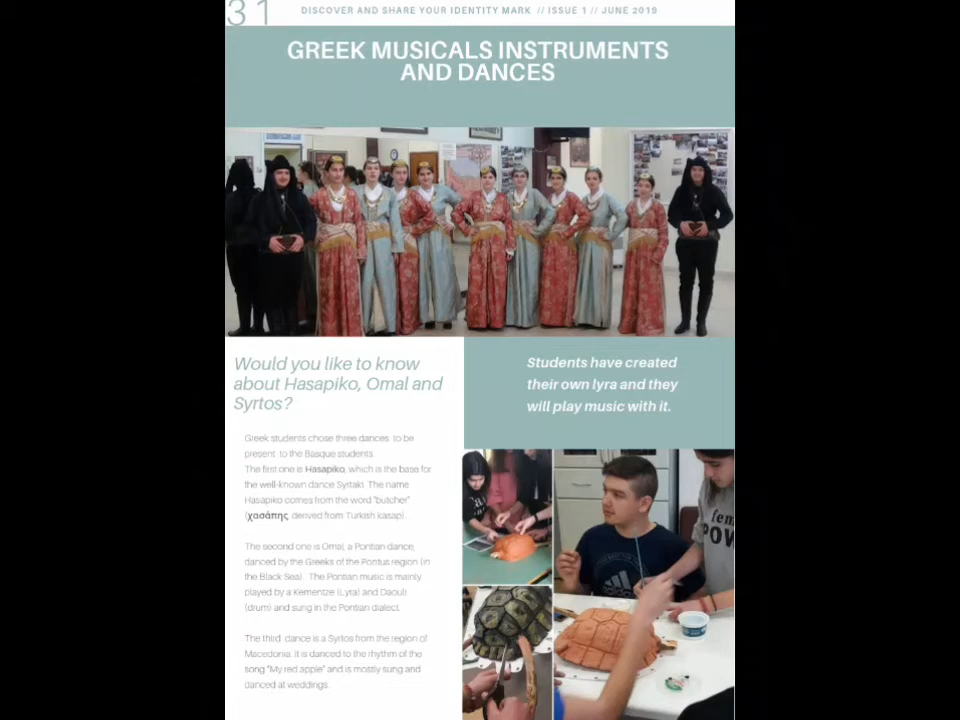 31
DISCOVER AND SHARE YOUR IDENTITY MARK // ISSUE 1 // JUNE 2019
GREEK MUSICALS INSTRUMENTS
AND DANCES
Would you like to know
about Hasapiko, Omal and
Syrtos?
Greek students chose three dances to be
present to the Basque students.
The first one is Hasapiko, which is the base for
the well-known dance Syrtaki. The name
Hasapiko comes from the word "butcher"
(χασάπης, derived from Turkish kasap).
The second one is Omal, a Pontian dance,
danced by the Greeks of the Pontus region (in
the Black Sea). The Pontian music is mainly
played by a Kementze (Lyra) and Daouli
(drum) and sung in the Pontian dialect.
The third dance is a Syrtos from the region of
Macedonia. It is danced to the rhythm of the
song "My red apple" and is mostly sung and
danced at weddings.
Students have created
their own lyra and they
will play music with it.
fem
POW